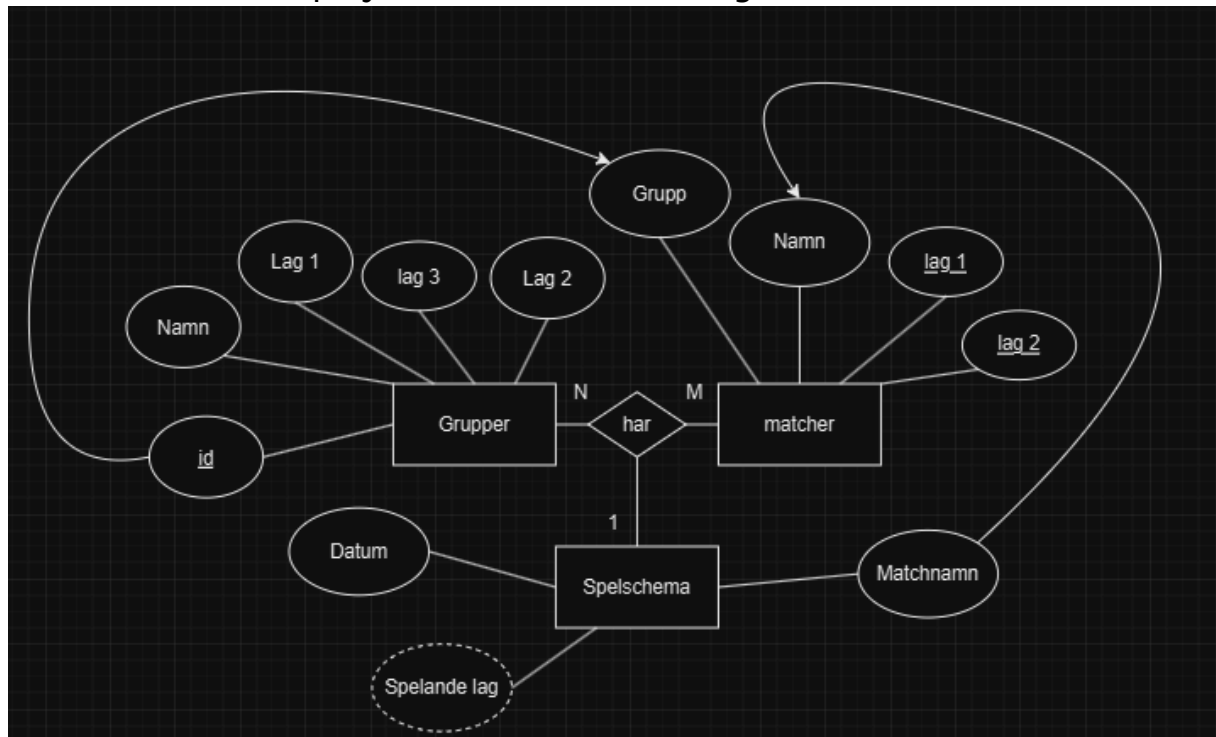 Grupp
Namn
Lag 1
lag 3
Lag 2
lag 1
Namn
lag 2
N
M
Grupper
har
matcher
id
1
Datum
Spelschema
Matchnamn
Spelande lag